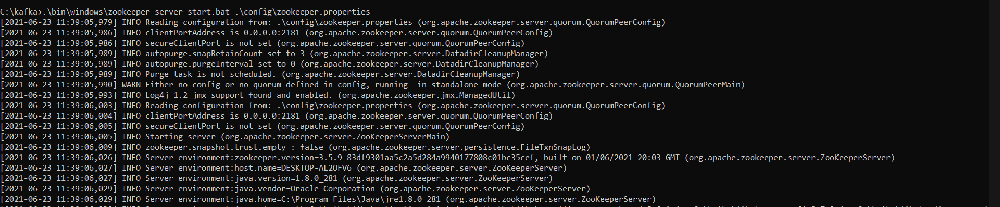 C:\kafka>.\bin\windows\zookeeper-server-start.bat .\config\zookeeper.properties
[2021-06-23 11:39:05,979] INFO Reading configuration from: .\config\zookeeper.properties (org.apache.zookeeper.server.quorum.QuorumPeerConfig)
[2021-06-23 11:39:05,986] INFO clientPortAddress is 0.0.0.0:2181 (org.apache.zookeeper.server.quorum.QuorumPeerConfig)
[2021-06-23 11:39:05,986] INFO secureClientPort is not set (org.apache.zookeeper.server.quorum.QuorumPeerConfig)
[2021-06-23 11:39:05,989] INFO autopurge.snapRetainCount set to 3 (org.apache.zookeeper.server.DatadirCleanupManager)
[2021-06-23 11:39:05,989] INFO autopurge.purgeInterval set to 0 (org.apache.zookeeper.server.DatadirCleanupManager)
[2021-06-23 11:39:05,989] INFO Purge task is not scheduled. (org.apache.zookeeper.server.DatadirCleanupManager)
[2021-06-23 11:39:05,990] WARN Either no config or no quorum defined in config, running  in standalone mode (org.apache.zookeeper.server.quorum.QuorumPeerMain)
[2021-06-23 11:39:05,993] INFO Log4j 1.2 jmx support found and enabled. (org.apache.zookeeper.jmx.ManagedUtil)
[2021-06-23 11:39:06,003] INFO Reading configuration from: .\config\zookeeper.properties (org.apache.zookeeper.server.quorum.QuorumPeerConfig)
[2021-06-23 11:39:06,004] INFO clientPortAddress is 0.0.0.0:2181 (org.apache.zookeeper.server.quorum.QuorumPeerConfig)
[2021-06-23 11:39:06,005] INFO secureClientPort is not set (org.apache.zookeeper.server.quorum.QuorumPeerConfig)
[2021-06-23 11:39:06,005] INFO Starting server (org.apache.zookeeper.server.ZooKeeperServerMain)
[2021-06-23 11:39:06,009] INFO zookeeper.snapshot.trust.empty : false (org.apache.zookeeper.server.persistence.FileTxnSnapLog)
[2021-06-23 11:39:06,026] INFO Server environment:zookeeper.version=3.5.9-83df9301aa5c2a5d284a9940177808c01bc35cef, built on 01/06/2021 20:03 GMT (org.apache.zookeeper.server.ZooKeeperServer)
[2021-06-23 11:39:06,027] INFO Server environment:host.name=DESKTOP-AL2OFV6 (org.apache.zookeeper.server.ZooKeeperServer)
[2021-06-23 11:39:06,027] INFO Server environment:java.version=1.8.0_281 (org.apache.zookeeper.server.ZooKeeperServer)
[2021-06-23 11:39:06,029] INFO Server environment:java.vendor=Oracle Corporation (org.apache.zookeeper.server.ZooKeeperServer)
[2021-06-23 11:39:06,029] INFO Server environment:java.home=C:\Program Files\Java\jre1.8.0_281 (org.apache.zookeeper.server.ZooKeeperServer)